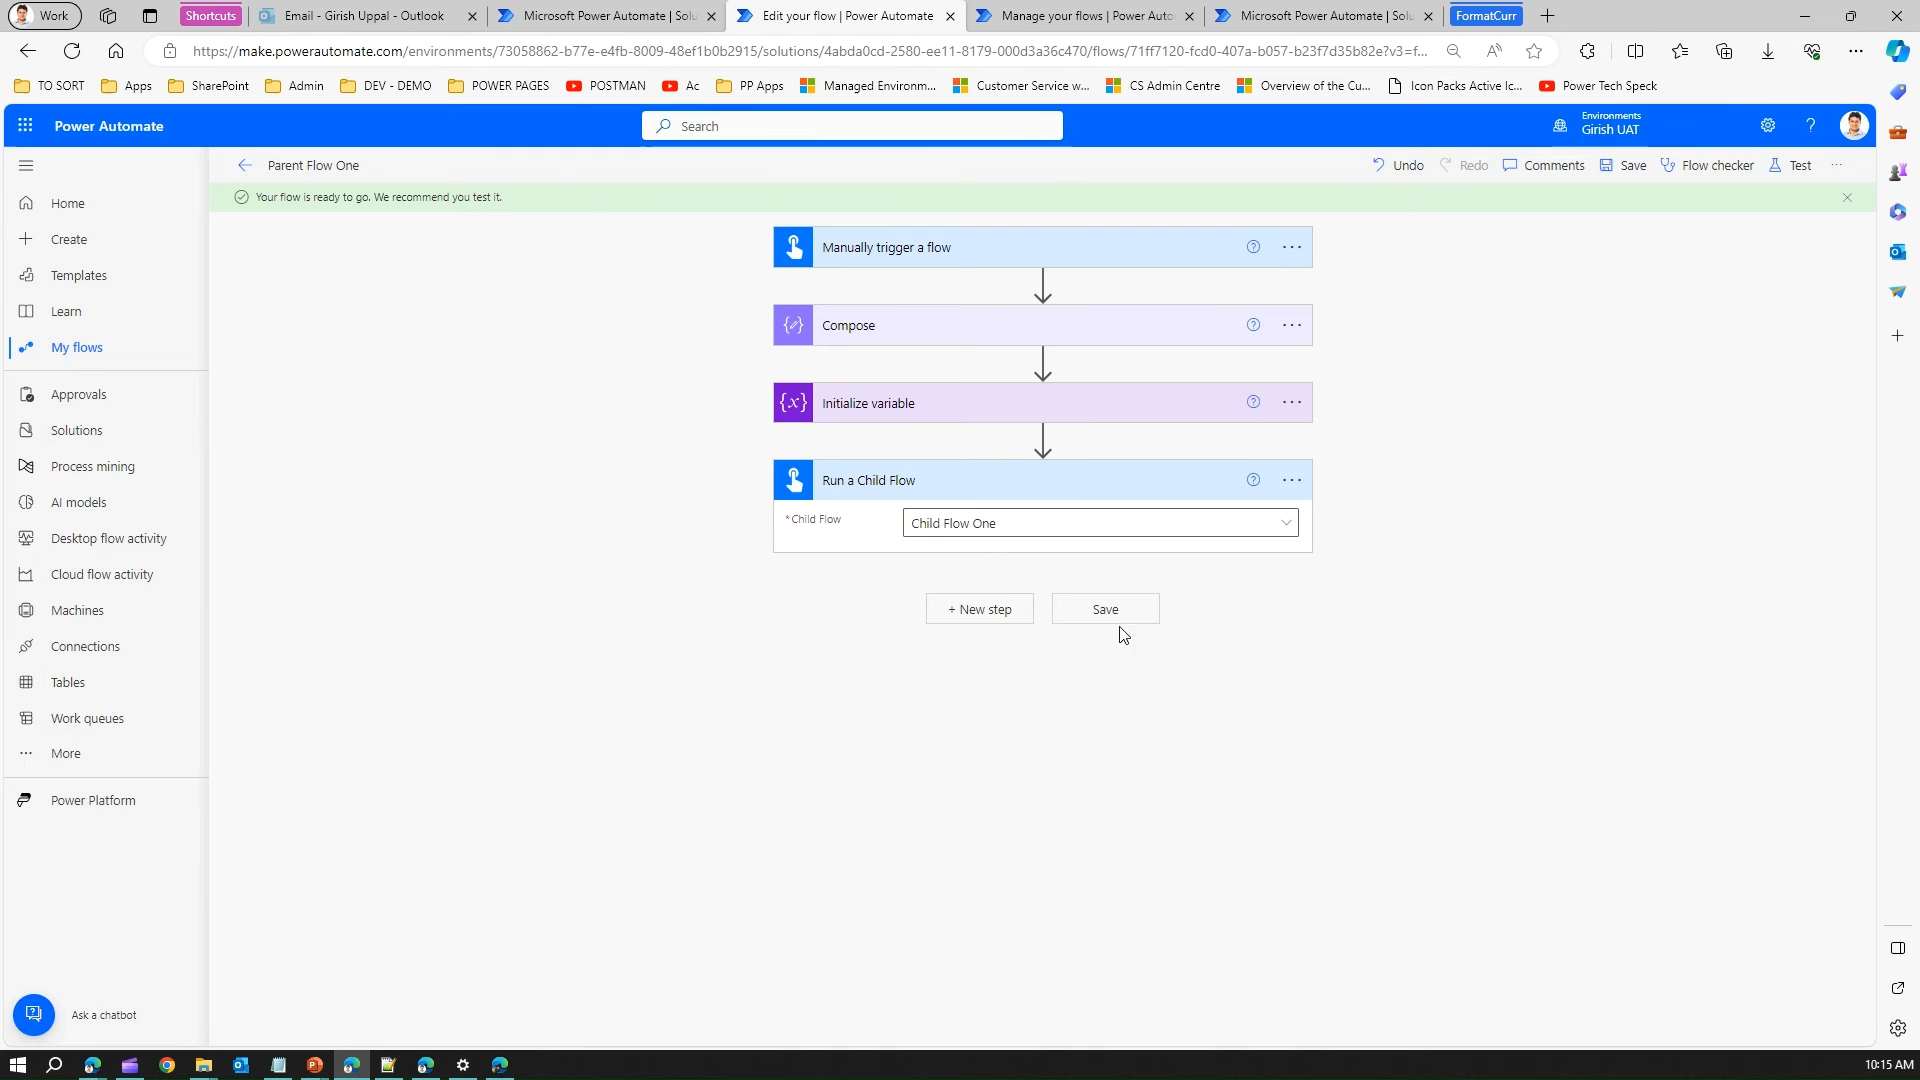 Work
Shortcuts
Email - Girish Uppal - Outlook
Microsoft Power Automate | Solu
Edit your flow | Power Automate
Manage your flows | Power Auto
Microsoft Power Automate | Solu
FormatCurr
https://make.powerautomate.com/environments/73058862-b77e-e4fb-8009-48ef1b0b2915/solutions/4abda0cd-2580-ee11-8179-000d3a36c470/flows/71ff7120-fcd0-407a-b057-b23f7d35b82e?v3=f...
TO SORT
Apps
SharePoint
Admin
DEV - DEMO
POWER PAGES
POSTMAN
Ac
PP Apps
Managed Environm...
Customer Service w...
CS Admin Centre
Overview of the Cu...
Icon Packs Active Ic...
Power Tech Speck
Power Automate
Search
Environments
Girish UAT
Parent Flow One
Undo
Redo
Comments
Save
Flow checker
Test
Your flow is ready to go. We recommend you test it.
Home
Create
Templates
Learn
My flows
Approvals
Solutions
Process mining
AI models
Desktop flow activity
Cloud flow activity
Machines
Connections
Tables
Work queues
More
Power Platform
Ask a chatbot
Manually trigger a flow
Compose
Initialize variable
Run a Child Flow
* Child Flow
Child Flow One
+ New step
Save
10:15 AM